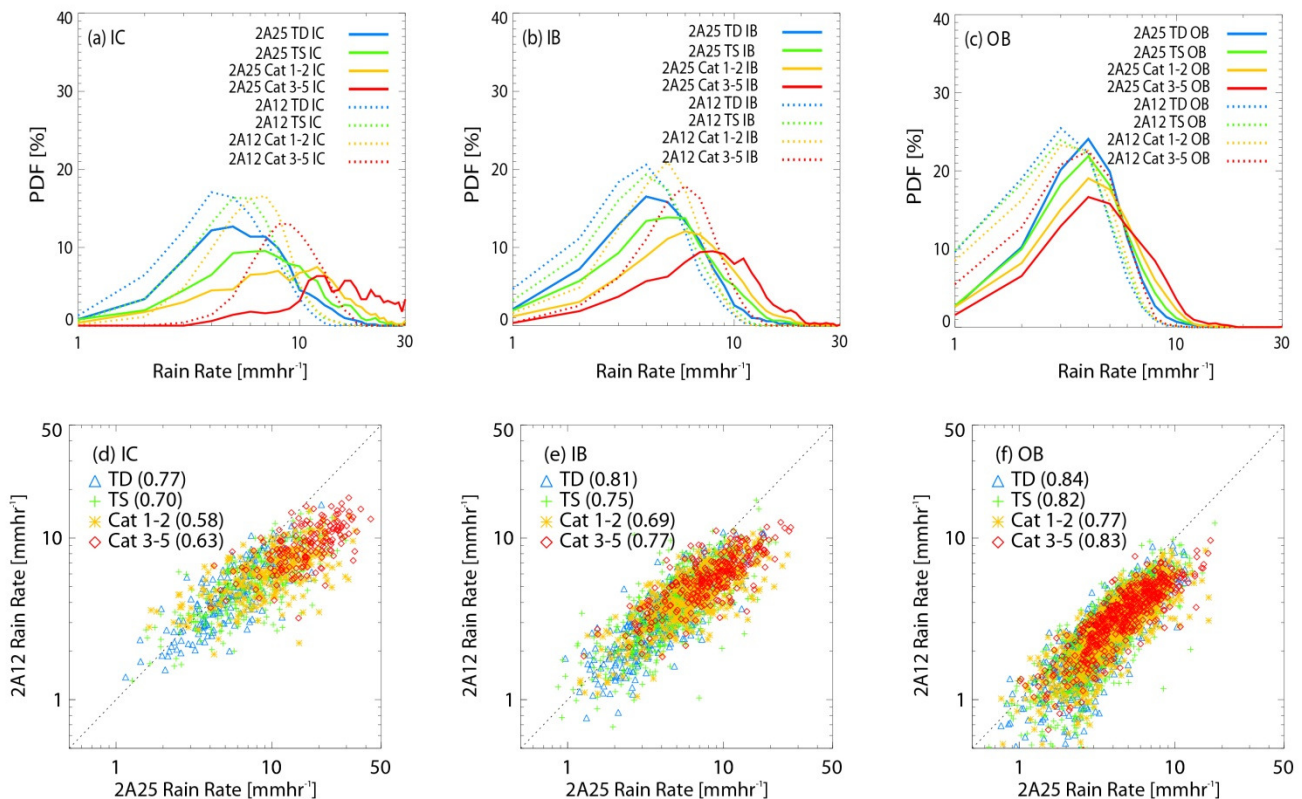 (a) IC
2A25 TD IC
2A25 TS IC
2A25 Cat 1-2 IC
2A25 Cat 3-5 IC
2A12 TD IC
2A12 TS IC
2A12 Cat 1-2 IC
2A12 Cat 3-5 IC
PDF [%]
40
30
20
10
0
1
10
30
Rain Rate [mmhr⁻¹]
(b) IB
2A25 TD IB
2A25 TS IB
2A25 Cat 1-2 IB
2A25 Cat 3-5 IB
2A12 TD IB
2A12 TS IB
2A12 Cat 1-2 IB
2A12 Cat 3-5 IB
PDF [%]
40
30
20
10
0
1
10
30
Rain Rate [mmhr⁻¹]
(c) OB
2A25 TD OB
2A25 TS OB
2A25 Cat 1-2 OB
2A25 Cat 3-5 OB
2A12 TD OB
2A12 TS OB
2A12 Cat 1-2 OB
2A12 Cat 3-5 OB
PDF [%]
40
30
20
10
0
1
10
30
Rain Rate [mmhr⁻¹]
(d) IC
TD (0.77)
TS (0.70)
Cat 1-2 (0.58)
Cat 3-5 (0.63)
2A12 Rain Rate [mmhr⁻¹]
50
10
1
1
10
50
2A25 Rain Rate [mmhr⁻¹]
(e) IB
TD (0.81)
TS (0.75)
Cat 1-2 (0.69)
Cat 3-5 (0.77)
2A12 Rain Rate [mmhr⁻¹]
50
10
1
1
10
50
2A25 Rain Rate [mmhr⁻¹]
(f) OB
TD (0.84)
TS (0.82)
Cat 1-2 (0.77)
Cat 3-5 (0.83)
2A12 Rain Rate [mmhr⁻¹]
50
10
1
1
10
50
2A25 Rain Rate [mmhr⁻¹]